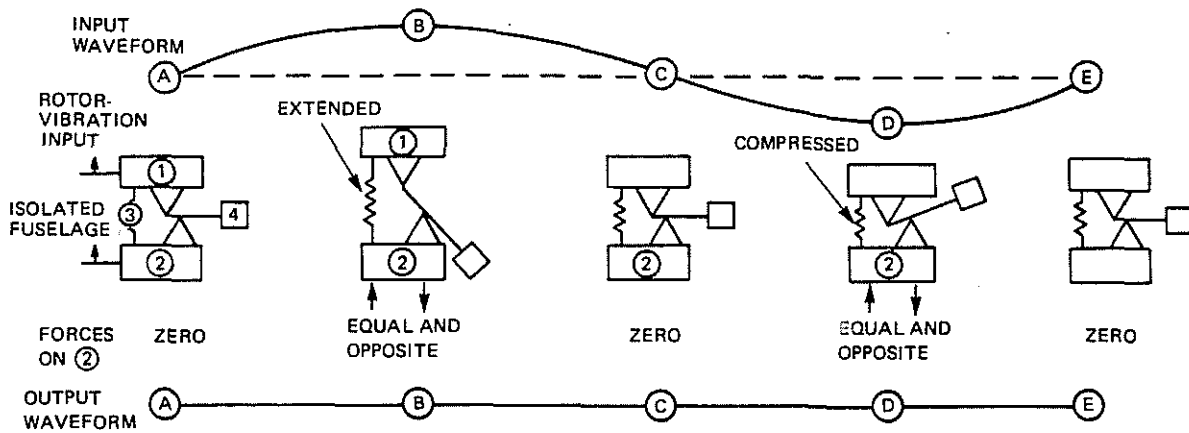 INPUT
WAVEFORM
A
B
C
D
E
ROTOR-
VIBRATION
INPUT
EXTENDED
COMPRESSED
1
1
3
4
ISOLATED
FUSELAGE
2
2
2
2
FORCES
ON 2
ZERO
EQUAL AND
OPPOSITE
ZERO
EQUAL AND
OPPOSITE
ZERO
OUTPUT
WAVEFORM
A
B
C
D
E